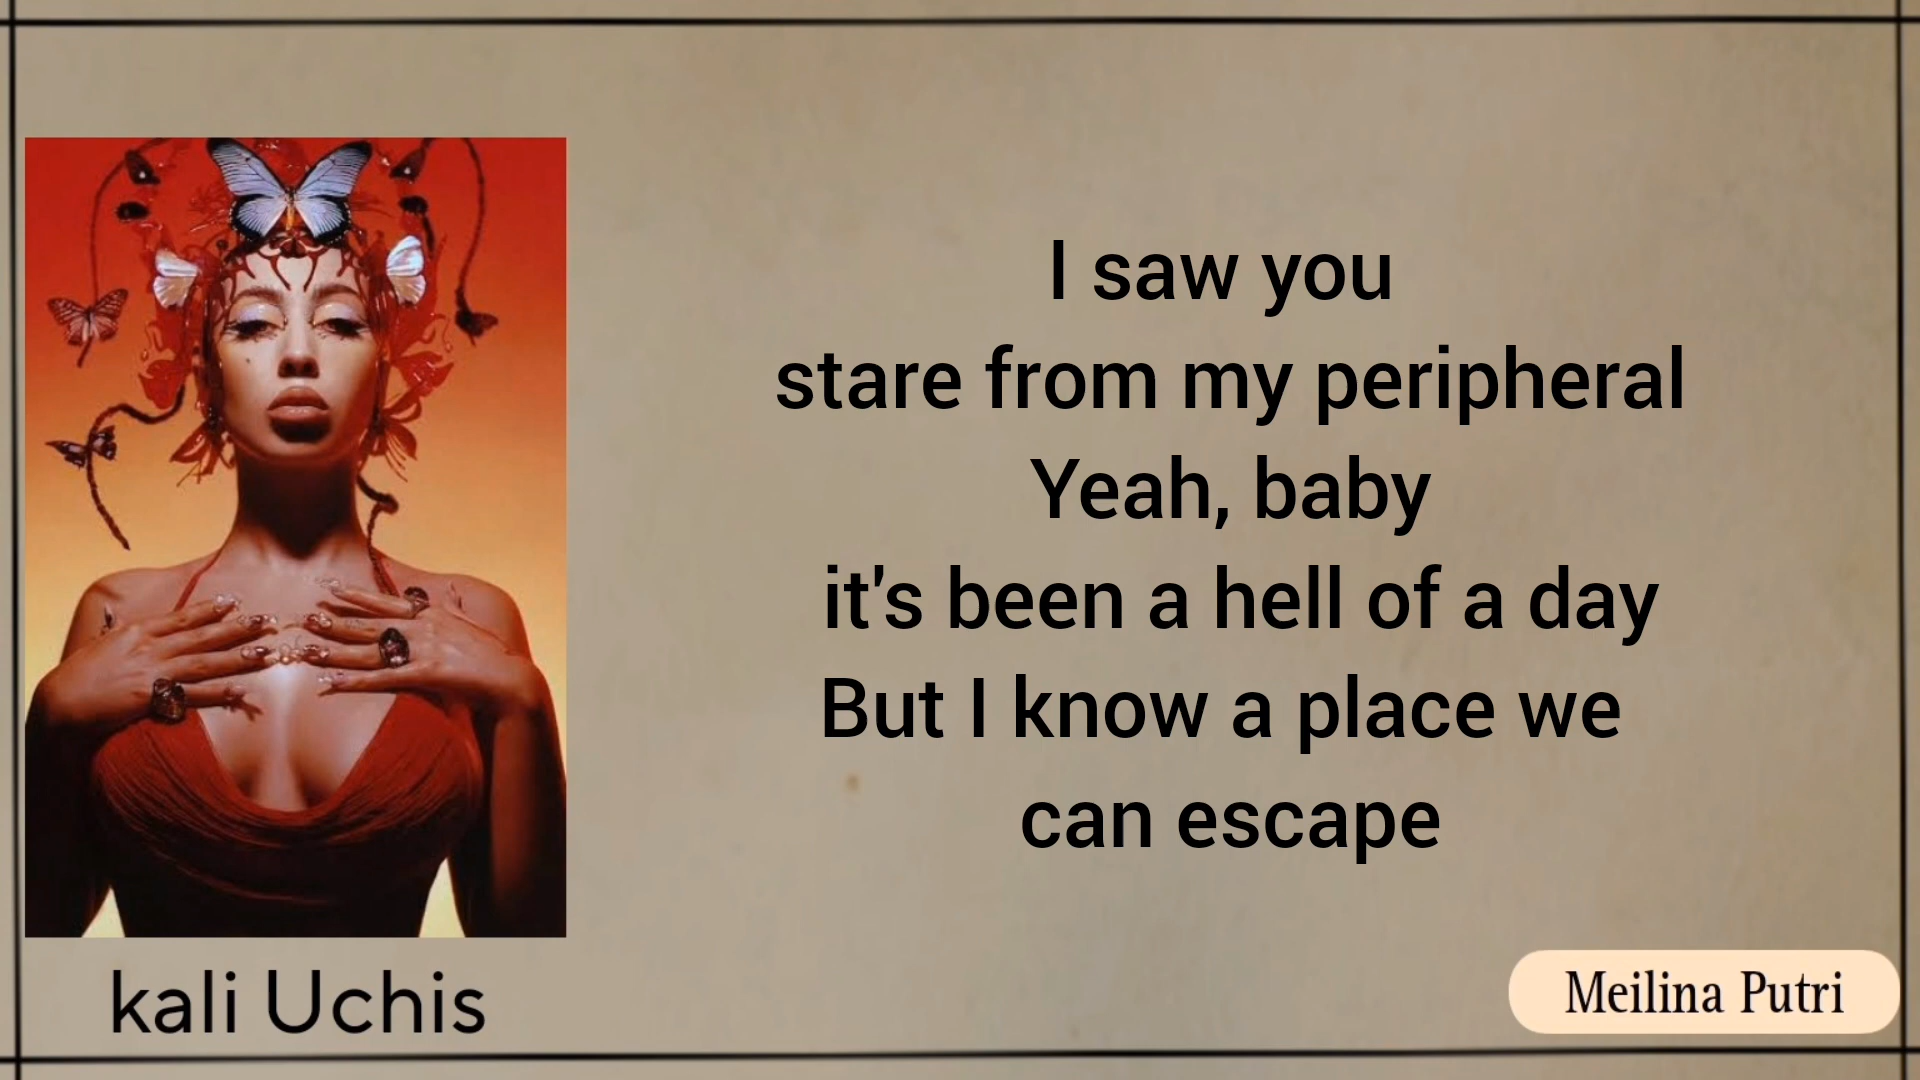 I saw you
stare from my peripheral
Yeah, baby
it's been a hell of a day
But I know a place we
can escape
kali Uchis
Meilina Putri